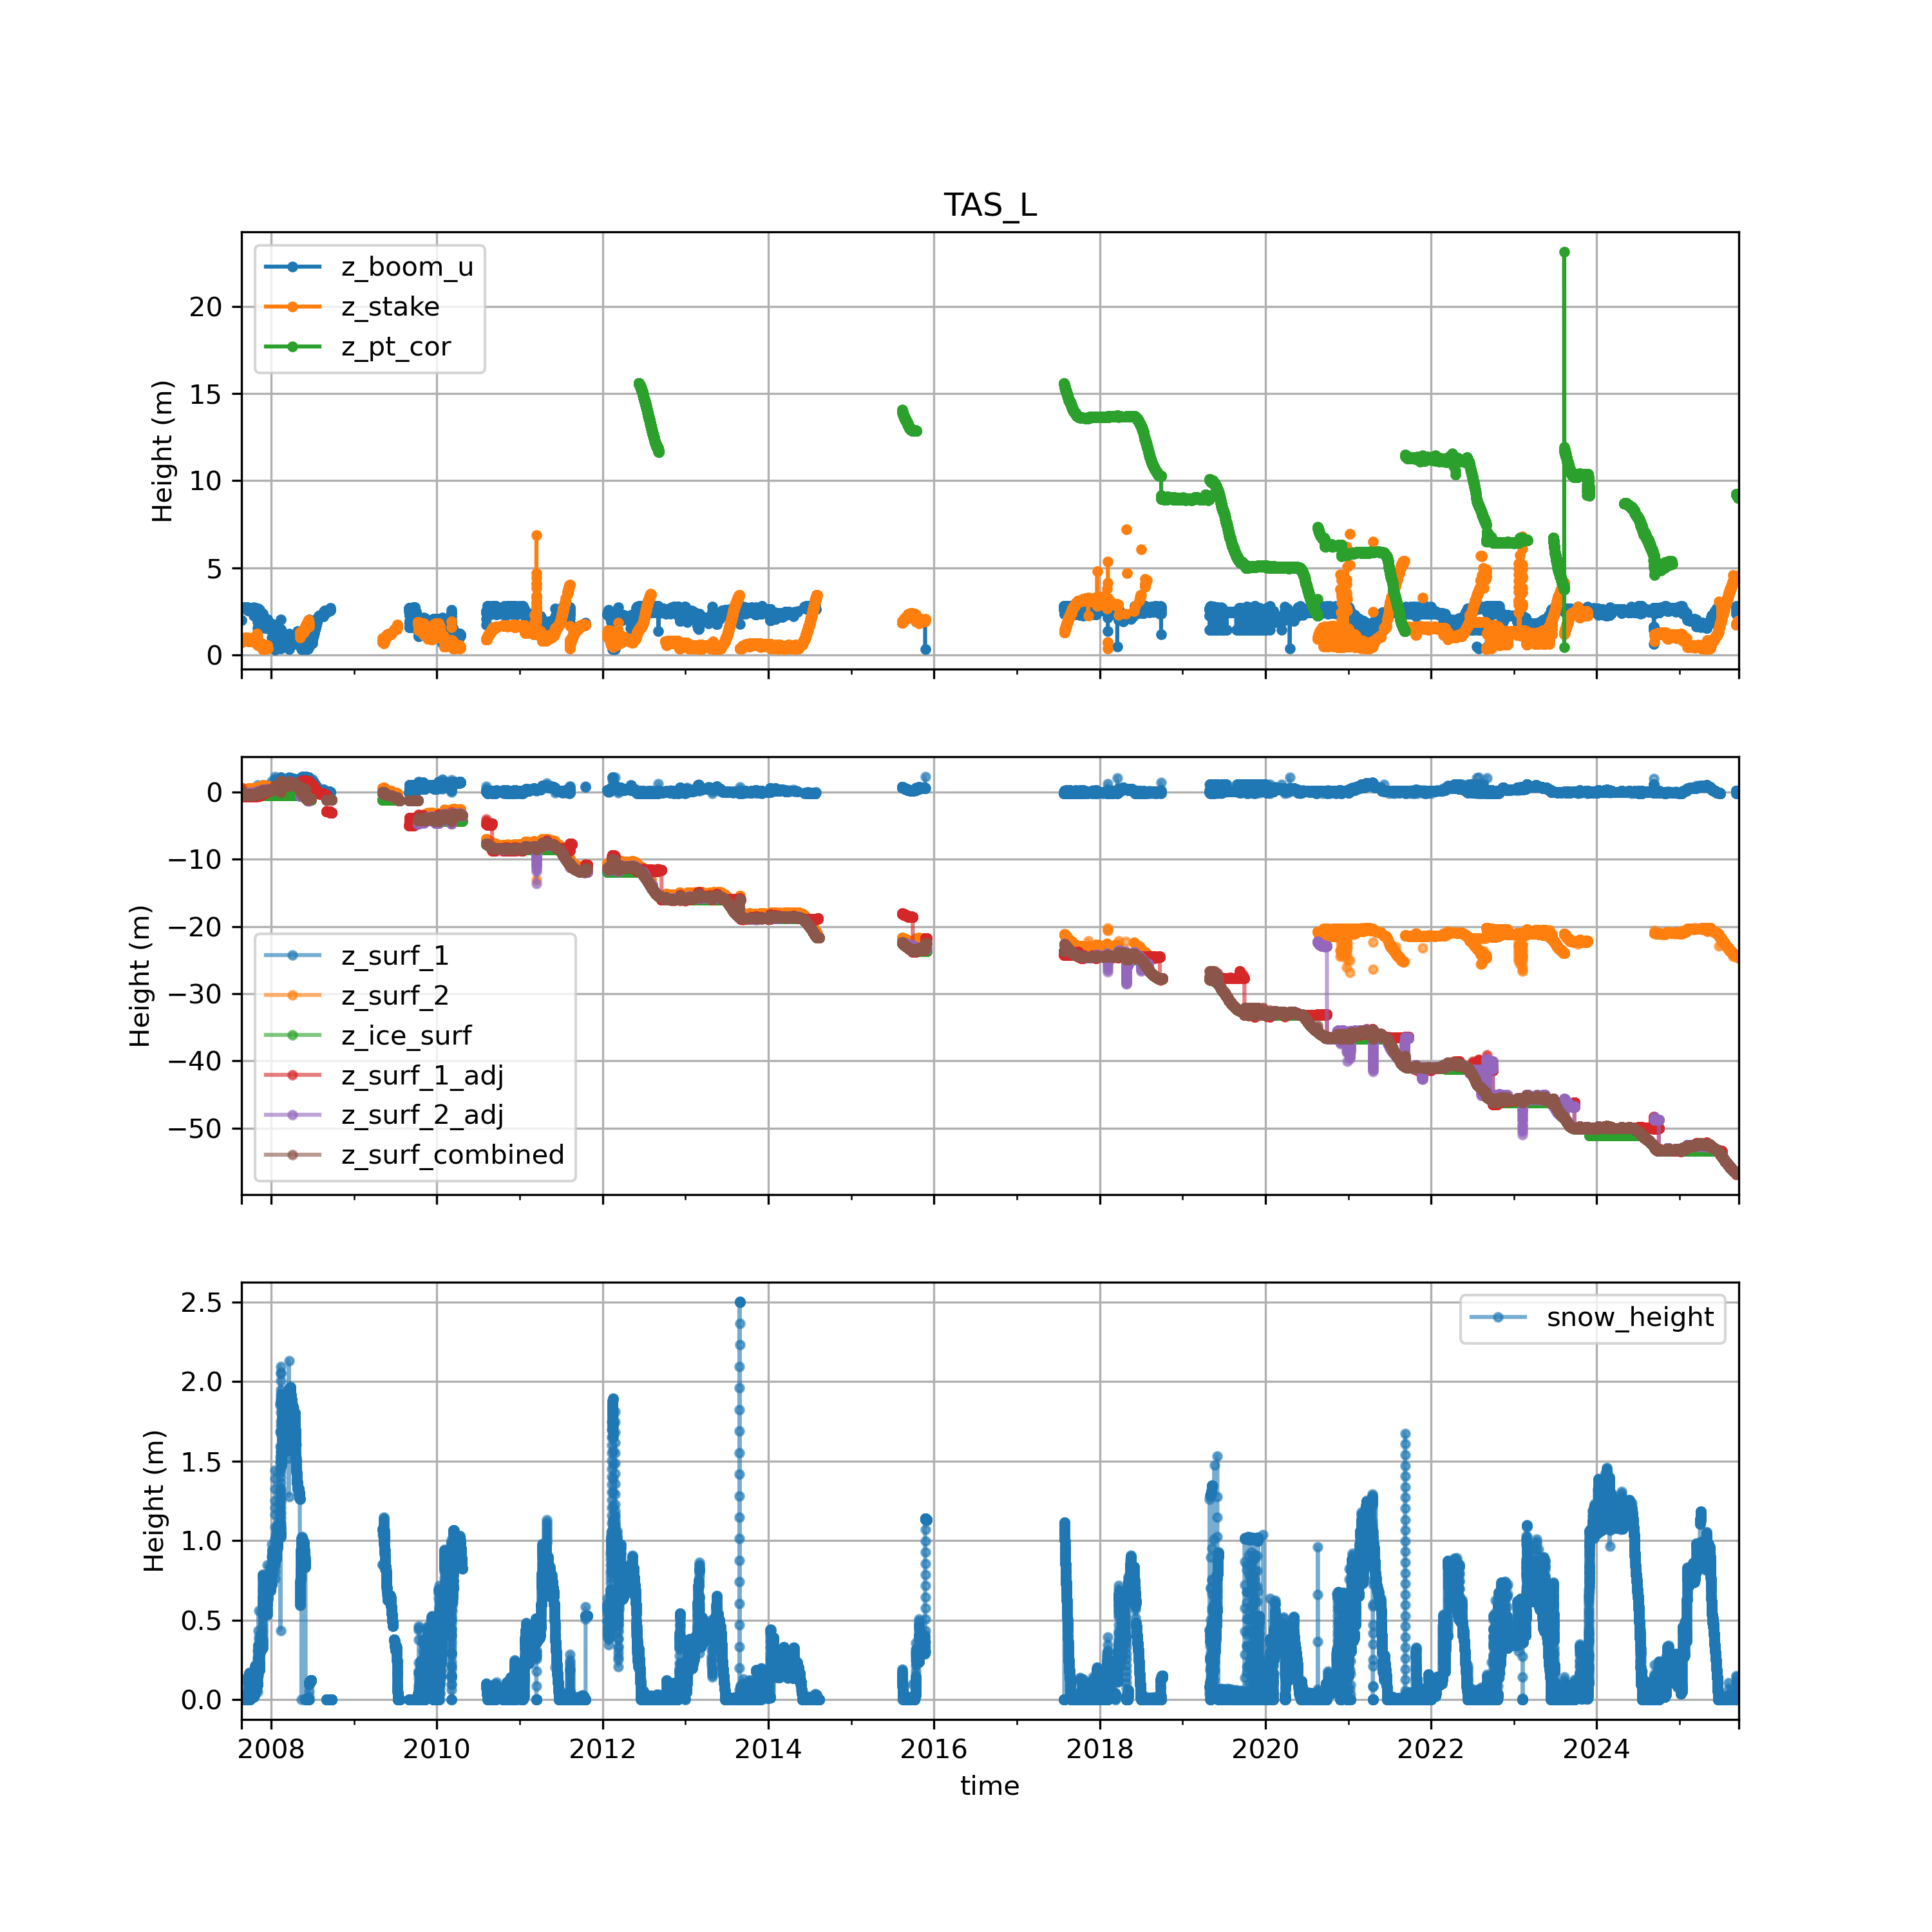 TAS_L
z_boom_u
z_stake
z_pt_cor
Height (m)
20
15
10
5
0
Height (m)
0
−10
−20
−30
−40
−50
z_surf_1
z_surf_2
z_ice_surf
z_surf_1_adj
z_surf_2_adj
z_surf_combined
Height (m)
2.5
2.0
1.5
1.0
0.5
0.0
snow_height
2008 2010 2012 2014 2016 2018 2020 2022 2024
time